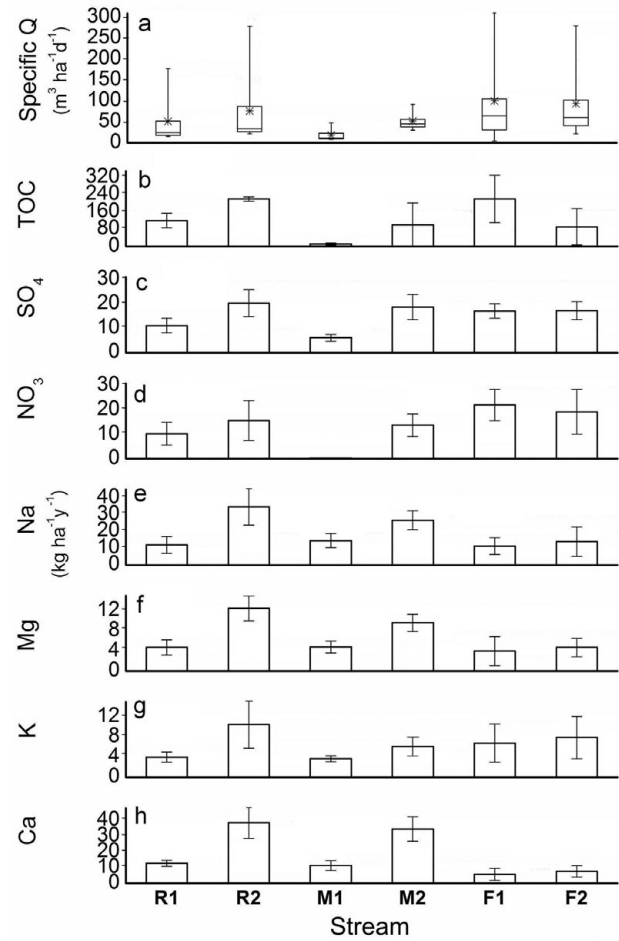 a
Specific Q
(m³ ha⁻¹d⁻¹)
300
250
200
150
100
50
0
b
TOC
240
160
80
0
c
SO₄
30
20
10
0
d
NO₃
30
20
10
0
e
Na
(kg ha⁻¹y⁻¹)
40
30
20
10
0
f
Mg
12
8
4
0
g
K
12
8
4
0
h
Ca
40
30
20
10
0
R1 R2 M1 M2 F1 F2
Stream